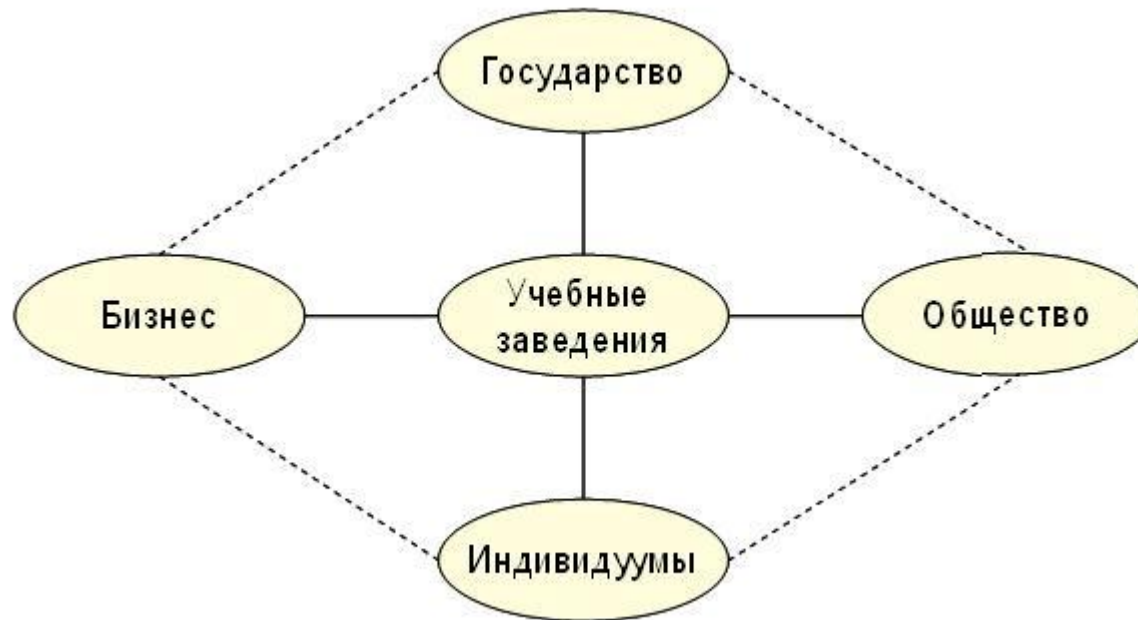 Государство
Бизнес
Учебные
заведения
Общество
Индивидуумы